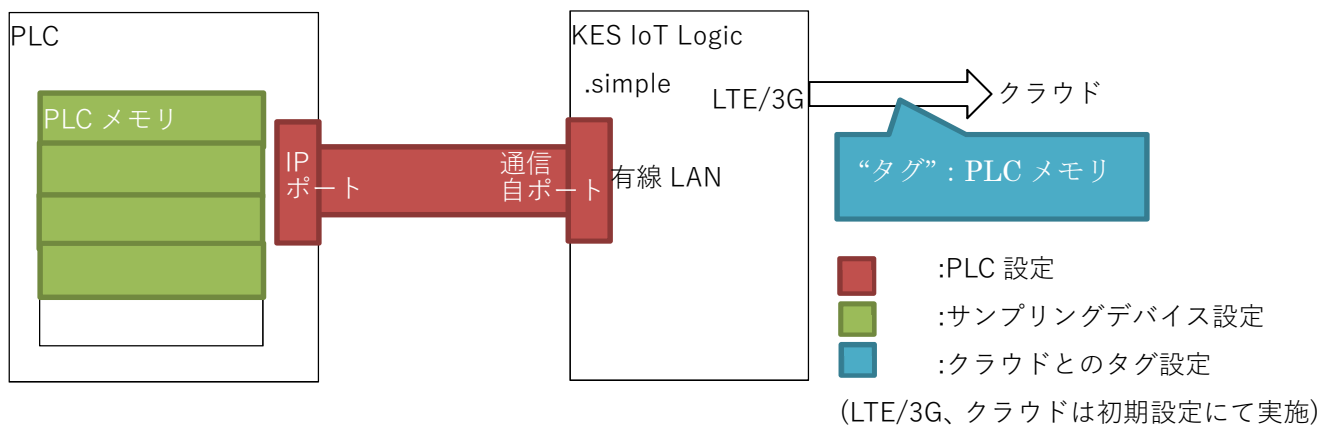 PLC
PLC メモリ
IP
ポート
通信
自ポート
KES IoT Logic
.simple
LTE/3G
有線 LAN
クラウド
“タグ”：PLC メモリ
:PLC 設定
:サンプリングデバイス設定
:クラウドとのタグ設定
(LTE/3G、クラウドは初期設定にて実施)